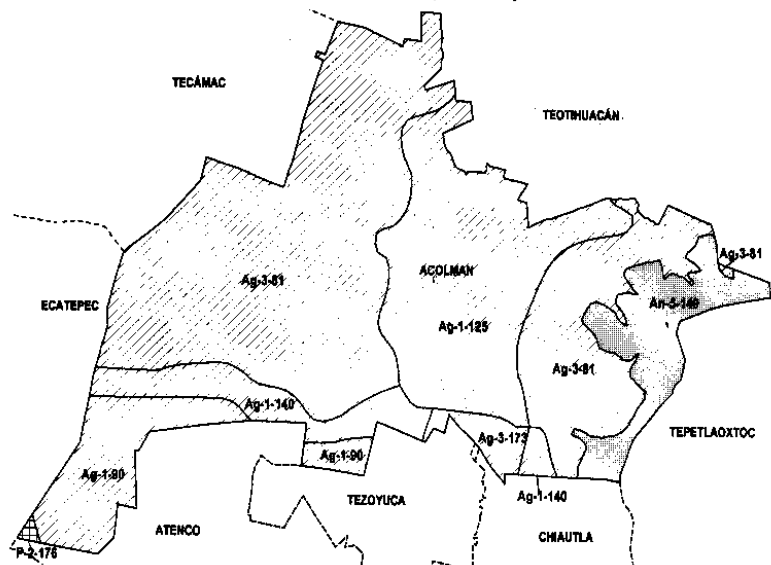 TECÁMAC
TEOTIHUACÁN
Ag-3-81
ACOLMAN
Ag-3-81
ECATEPEC
An-5-149
Ag-1-125
Ag-3-81
Ag-1-140
TEPETLAOXTOC
Ag-3-173
Ag-1-90
Ag-1-90
TEZOYUCA
Ag-1-140
ATENCO
CHIAUTLA
P-2-176